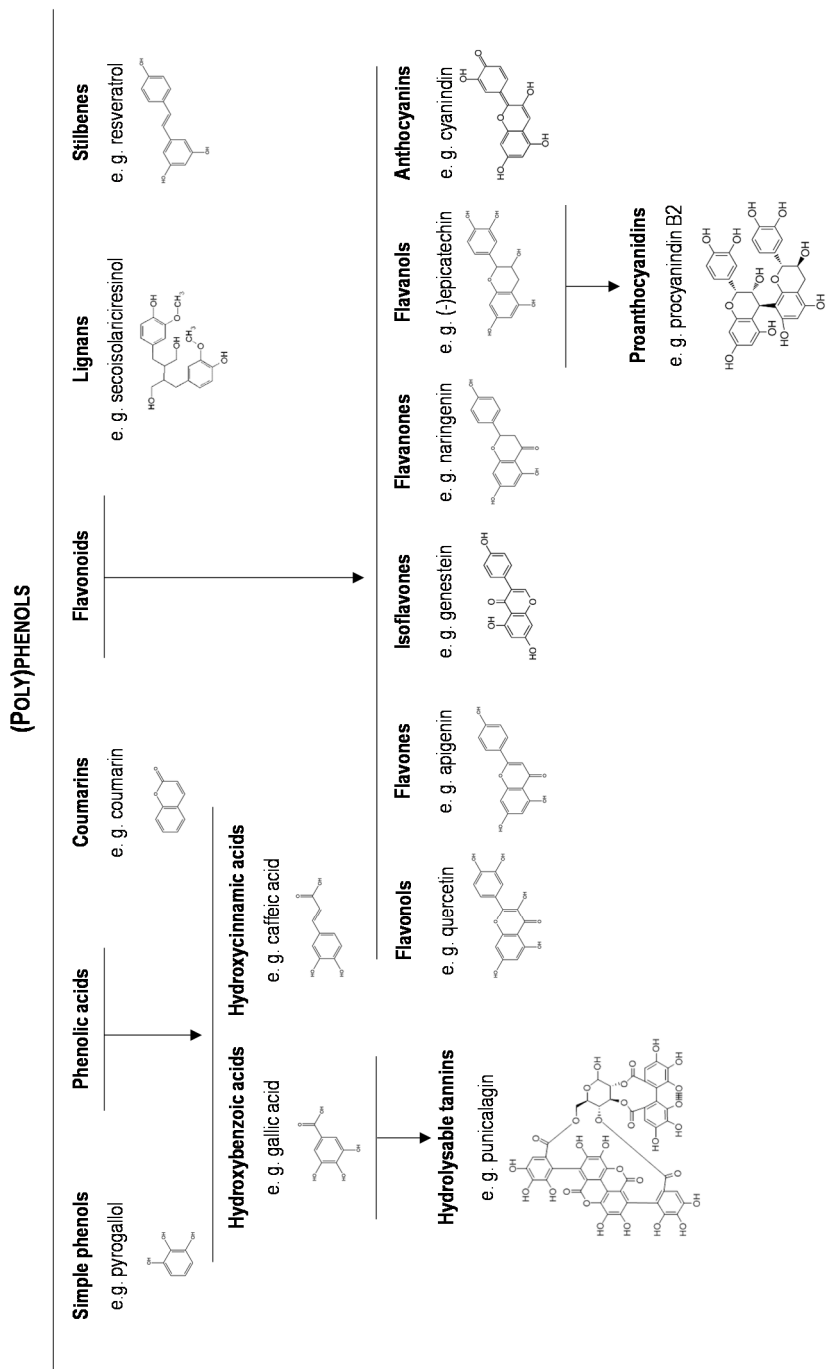 (POLY)PHENOLS
Simple phenols
e.g. pyrogallol
Phenolic acids
Coumarins
e. g. coumarin
Flavonoids
Lignans
e. g. secoisolariciresinol
Stilbenes
e. g. resveratrol
Hydroxybenzoic acids
e. g. gallic acid
Hydroxycinnamic acids
e. g. caffeic acid
Flavonols
e. g. quercetin
Flavones
e. g. apigenin
Isoflavones
e. g. genestein
Flavanones
e. g. naringenin
Flavanols
e. g. (-)epicatechin
Anthocyanins
e. g. cyanindin
Hydrolysable tannins
e. g. punicalagin
Proanthocyanidins
e. g. procyanindin B2